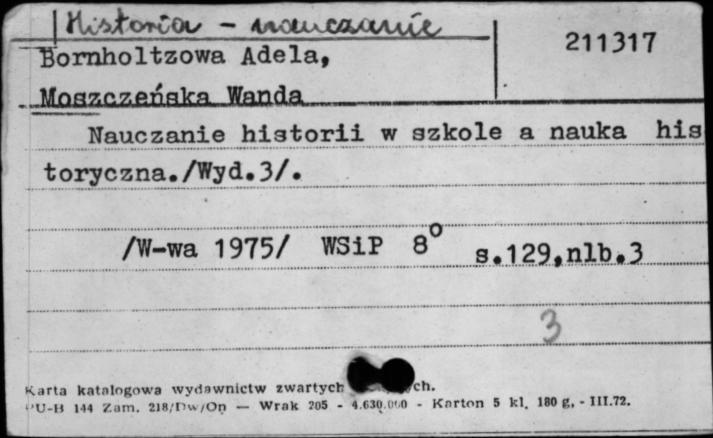 Historia - nauczanie
211317
Bornholtzowa Adela,
Moszczeńska Wanda
Nauczanie historii w szkole a nauka his
toryczna./Wyd.3/.
/W-wa 1975/ WSiP 8º s.129,nlb.3
3
Karta katalogowa wydawnictw zwartych ch.
PU-B 144 Zam. 218/Dw/On — Wrak 205 - 4.630.000 - Karton 5 kl. 180 g. - III.72.